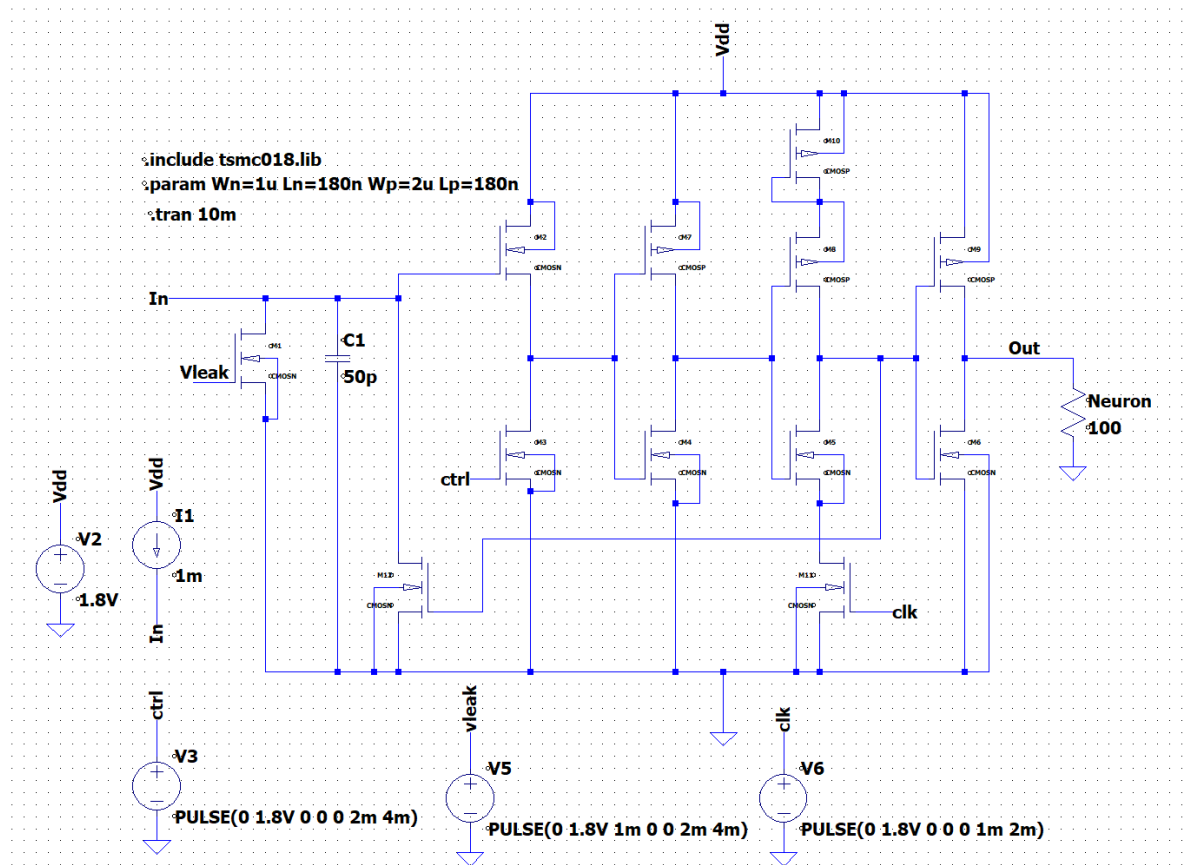 Vdd
.include tsmc018.lib
.param Wn=1u Ln=180n Wp=2u Lp=180n
.tran 10m
M10
CMOSP
M2
CMOSN
M7
CMOSP
M8
CMOSP
M9
CMOSP
In
M1
CMOSN
Vleak
C1
50p
Out
Neuron
100
M3
CMOSN
ctrl
M4
CMOSN
M5
CMOSN
M6
CMOSN
Vdd
V2
1.8V
Vdd
I1
1m
In
CMOSN
M11
CMOSN
clk
ctrl
V3
PULSE(0 1.8V 0 0 0 2m 4m)
vleak
V5
PULSE(0 1.8V 1m 0 0 2m 4m)
clk
V6
PULSE(0 1.8V 0 0 0 1m 2m)